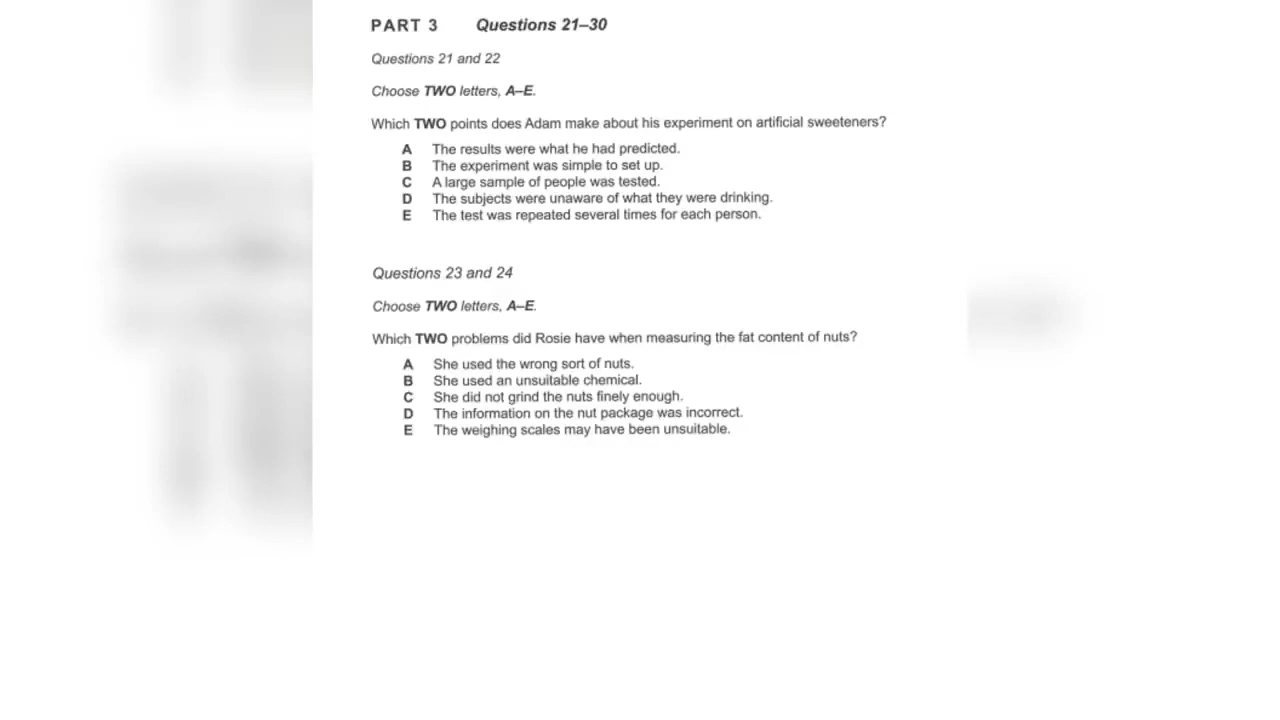 PART 3 Questions 21–30
Questions 21 and 22
Choose TWO letters, A–E.
Which TWO points does Adam make about his experiment on artificial sweeteners?
A The results were what he had predicted.
B The experiment was simple to set up.
C A large sample of people was tested.
D The subjects were unaware of what they were drinking.
E The test was repeated several times for each person.
Questions 23 and 24
Choose TWO letters, A–E.
Which TWO problems did Rosie have when measuring the fat content of nuts?
A She used the wrong sort of nuts.
B She used an unsuitable chemical.
C She did not grind the nuts finely enough.
D The information on the nut package was incorrect.
E The weighing scales may have been unsuitable.